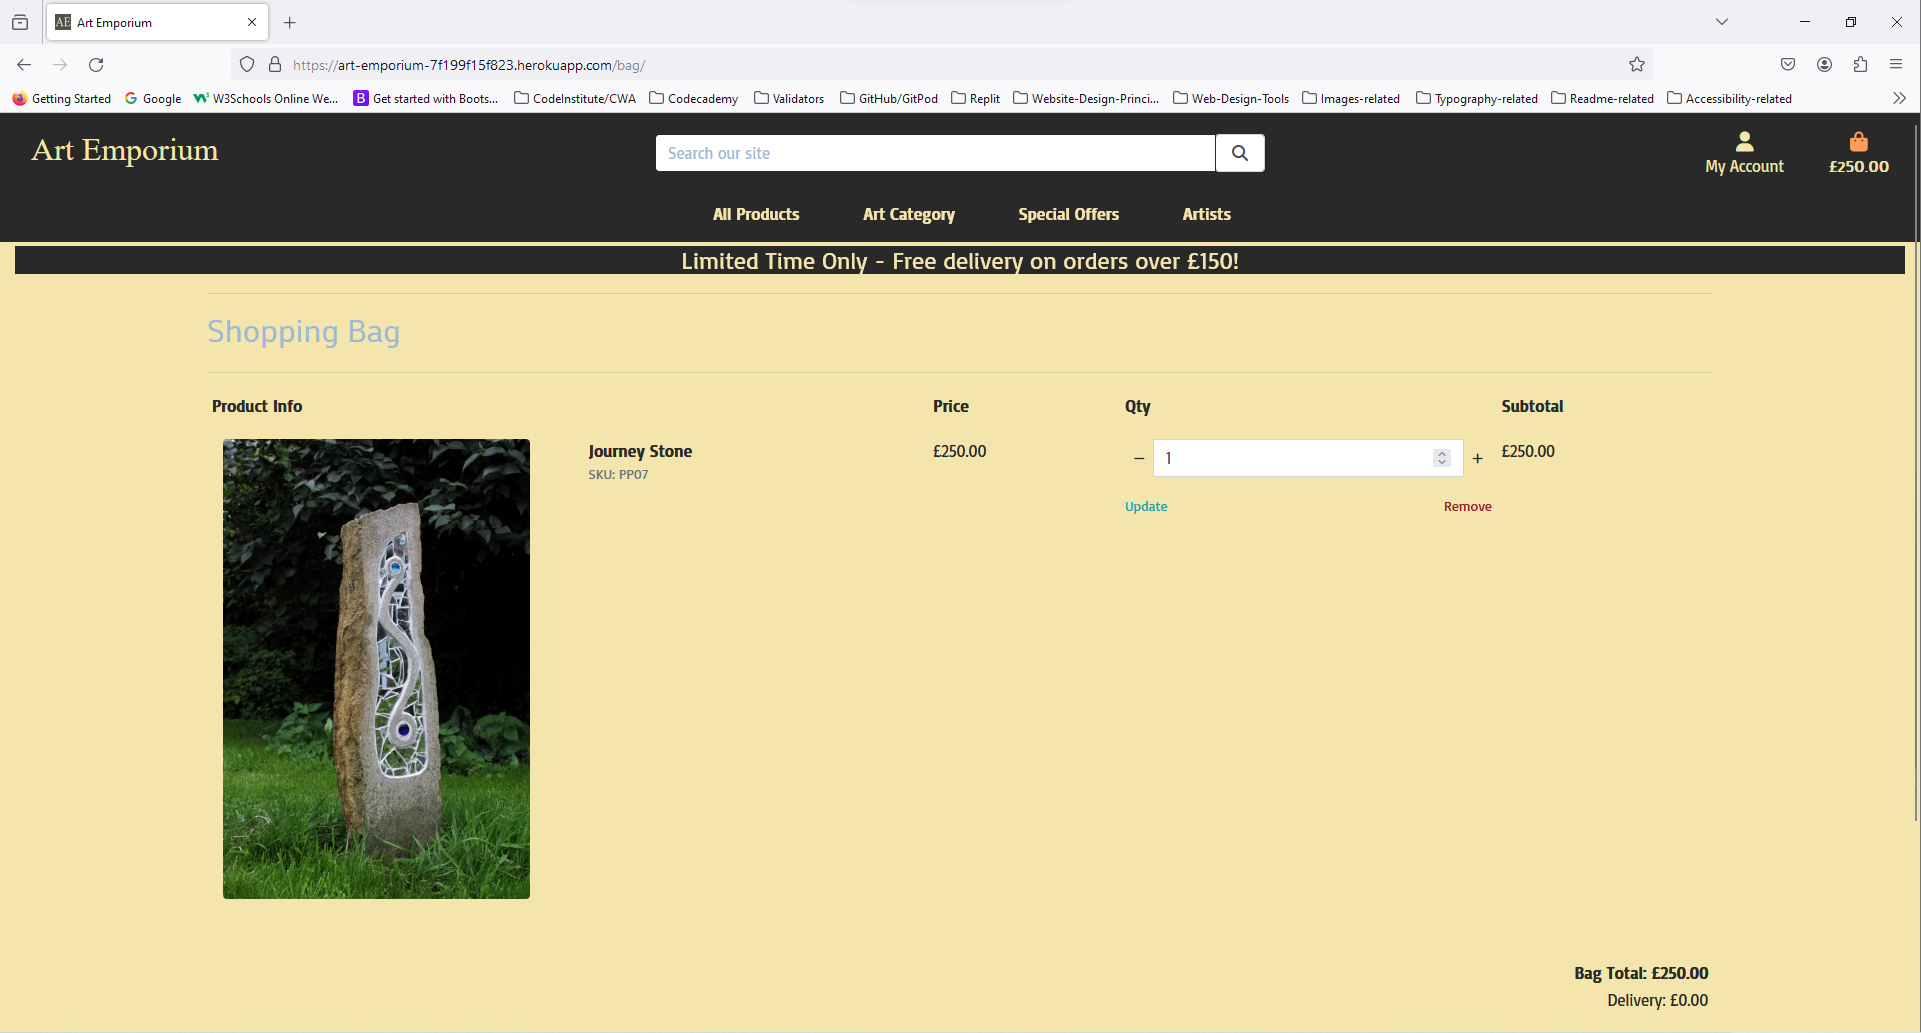 AE Art Emporium
https://art-emporium-7f199f15f823.herokuapp.com/bag/
Getting Started Google W3Schools Online We... B Get started with Boots... CodeInstitute/CWA Codecademy Validators GitHub/GitPod Replit Website-Design-Princi... Web-Design-Tools Images-related Typography-related Readme-related Accessibility-related
Art Emporium
Search our site
My Account
£250.00
All Products Art Category Special Offers Artists
Limited Time Only - Free delivery on orders over £150!
Shopping Bag
Product Info Price Qty Subtotal
Journey Stone £250.00 − 1 + £250.00
SKU: PP07
Update Remove
Bag Total: £250.00
Delivery: £0.00